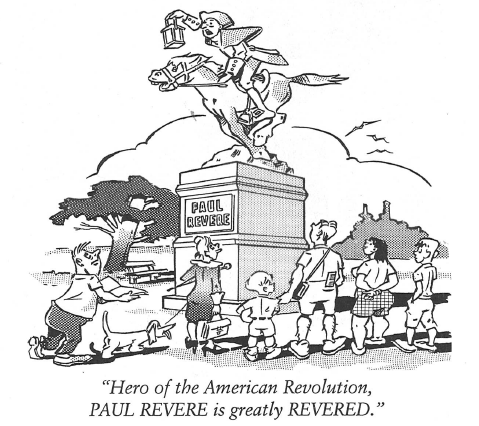 PAUL
REVERE
"Hero of the American Revolution,
PAUL REVERE is greatly REVERED."